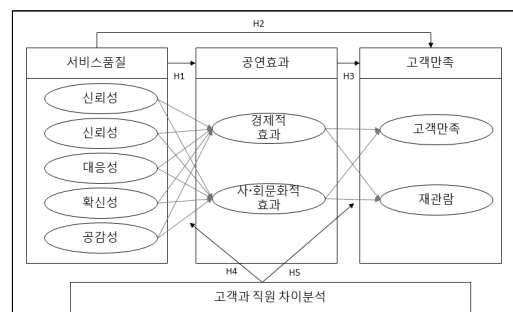 H2
서비스품질
H1
공연효과
H3
고객만족
신뢰성
신뢰성
대응성
확신성
공감성
경제적
효과
사·회문화적
효과
고객만족
재관람
H4
H5
고객과 직원 차이분석